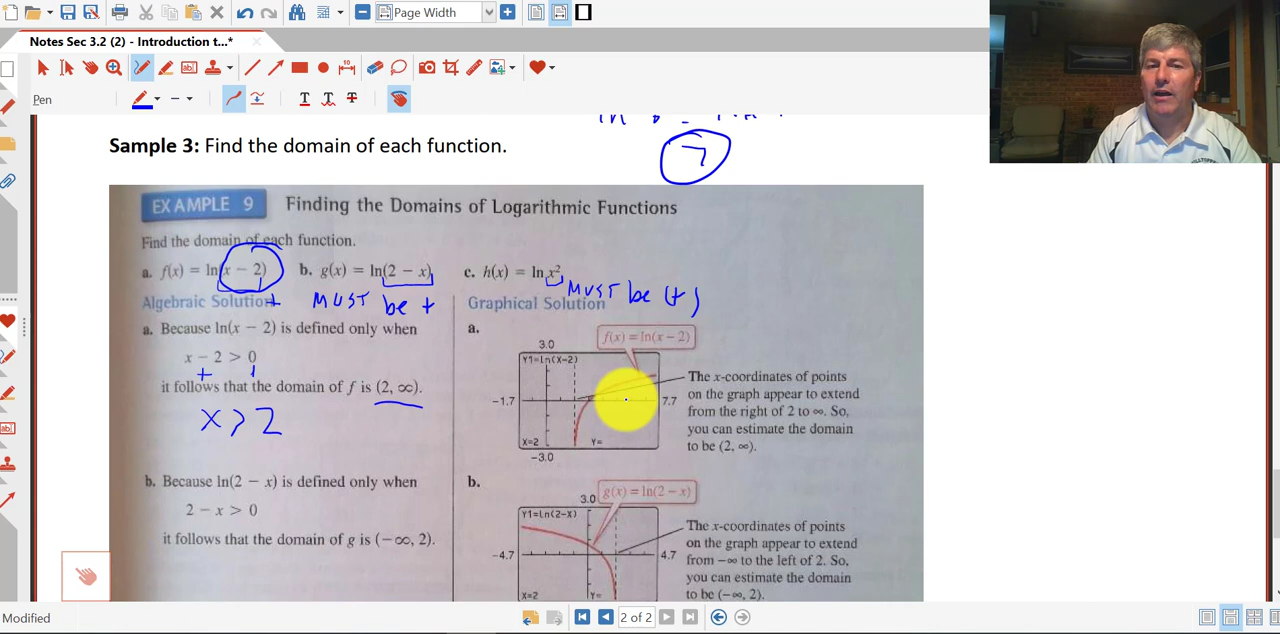 Page Width
Notes Sec 3.2 (2) - Introduction t...*
Pen
T T T
Sample 3: Find the domain of each function.
7
EXAMPLE 9 Finding the Domains of Logarithmic Functions
Find the domain of each function.
a. f(x) = ln(x − 2) b. g(x) = ln(2 − x) c. h(x) = ln x²
+ MUST be + MUST be (+)
Algebraic Solution Graphical Solution
a. Because ln(x − 2) is defined only when
x − 2 > 0
+
it follows that the domain of f is (2, ∞).
x > 2
b. Because ln(2 − x) is defined only when
2 − x > 0
it follows that the domain of g is (−∞, 2).
a.
f(x) = ln(x − 2)
3.0
Y1=ln(X-2)
−1.7 7.7
X=2 Y=
−3.0
The x-coordinates of points
on the graph appear to extend
from the right of 2 to ∞. So,
you can estimate the domain
to be (2, ∞).
b.
3.0 g(x) = ln(2 − x)
Y1=ln(2-X)
−4.7 4.7
X=2 Y=
The x-coordinates of points
on the graph appear to extend
from −∞ to the left of 2. So,
you can estimate the domain
to be (−∞, 2).
Modified
2 of 2